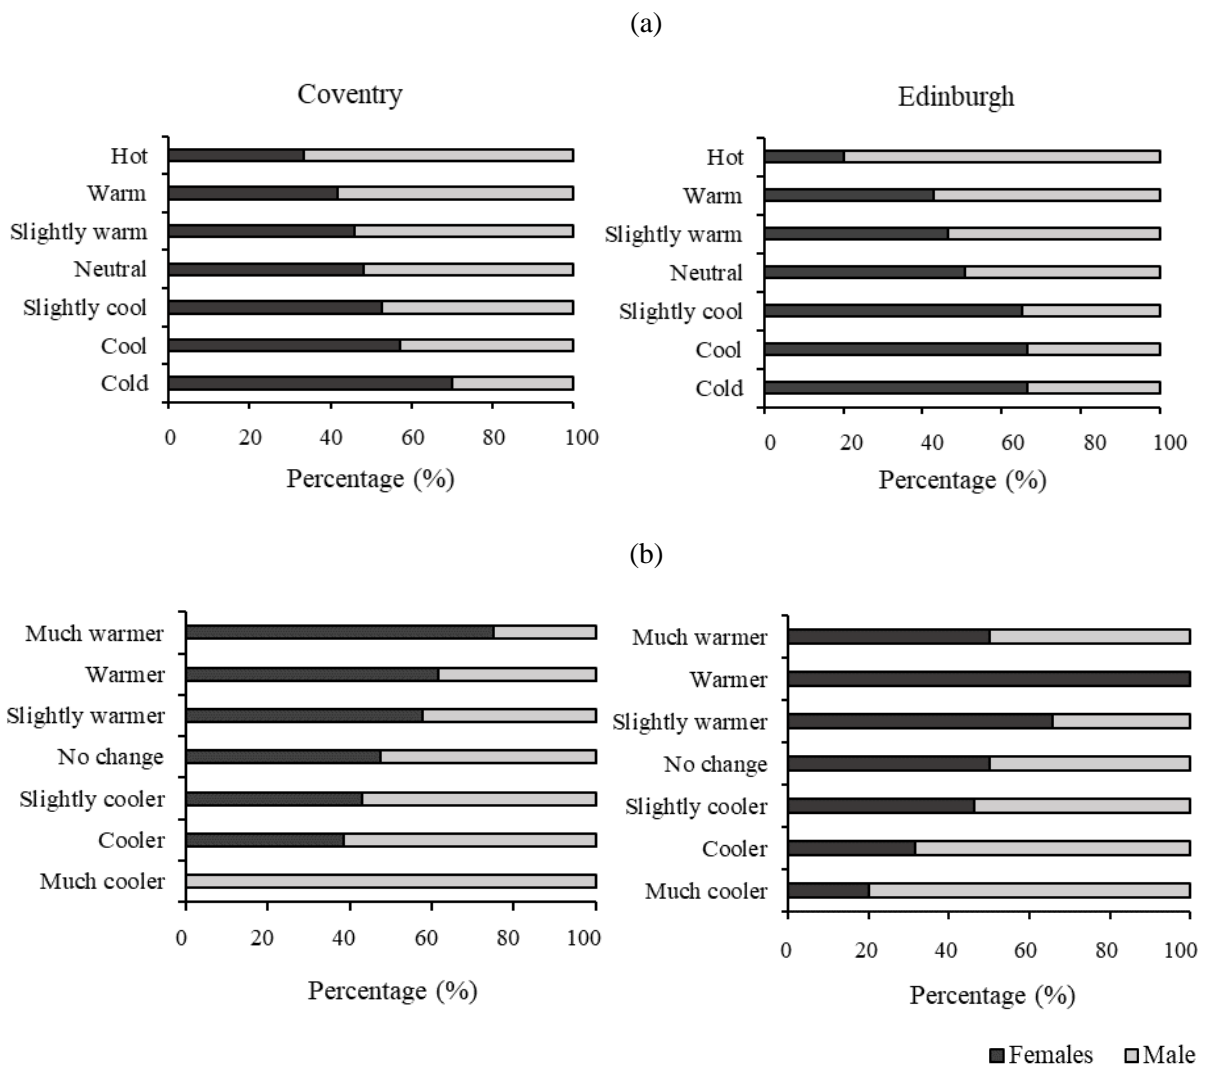 (a)
Coventry
Hot
Warm
Slightly warm
Neutral
Slightly cool
Cool
Cold
0 20 40 60 80 100
Percentage (%)
Edinburgh
Hot
Warm
Slightly warm
Neutral
Slightly cool
Cool
Cold
0 20 40 60 80 100
Percentage (%)
(b)
Much warmer
Warmer
Slightly warmer
No change
Slightly cooler
Cooler
Much cooler
0 20 40 60 80 100
Percentage (%)
Much warmer
Warmer
Slightly warmer
No change
Slightly cooler
Cooler
Much cooler
0 20 40 60 80 100
Percentage (%)
Females Male